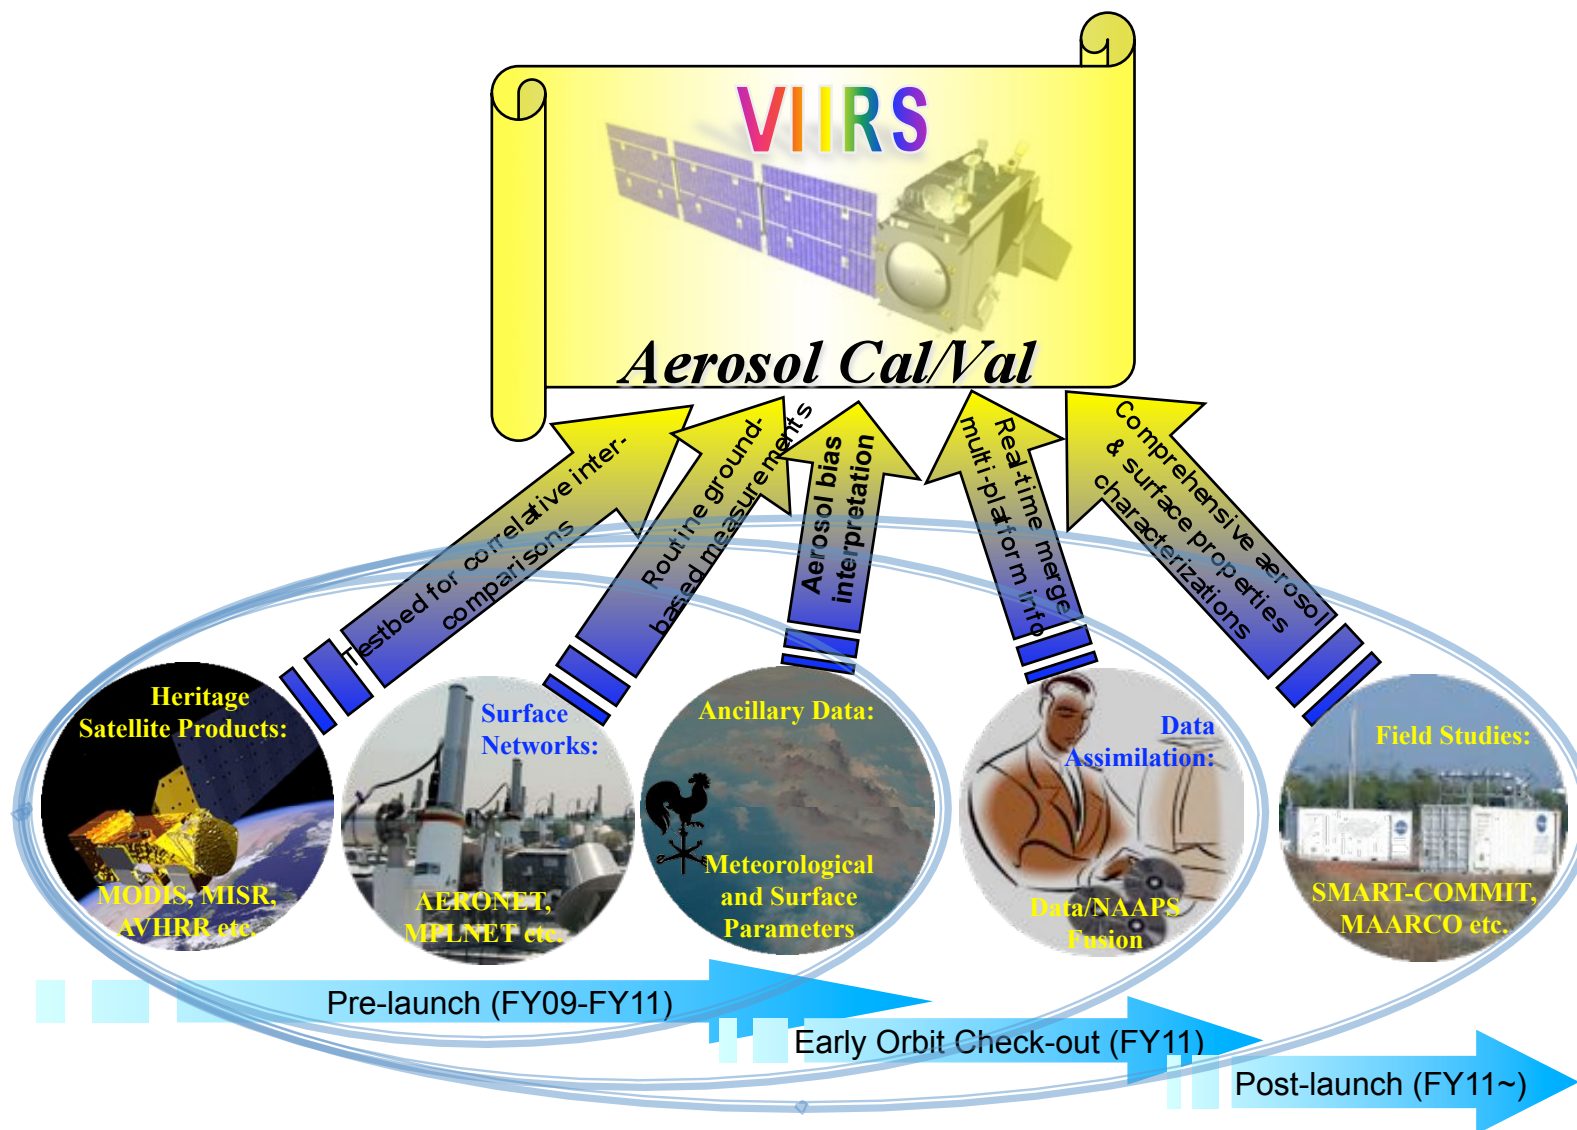 VIIRS
Aerosol Cal/Val
Testbed for correlative inter-
comparisons
Routine ground-
based measurements
Aerosol bias
interpretation
Real-time merge
multi-platform info
Comprehensive aerosol
& surface properties
characterizations
Heritage
Satellite Products:
MODIS, MISR,
AVHRR etc.
Surface
Networks:
AERONET,
MPLNET etc.
Ancillary Data:
Meteorological
and Surface
Parameters
Data
Assimilation:
Data/NAAPS
Fusion
Field Studies:
SMART-COMMIT,
MAARCO etc.
Pre-launch (FY09-FY11)
Early Orbit Check-out (FY11)
Post-launch (FY11~)